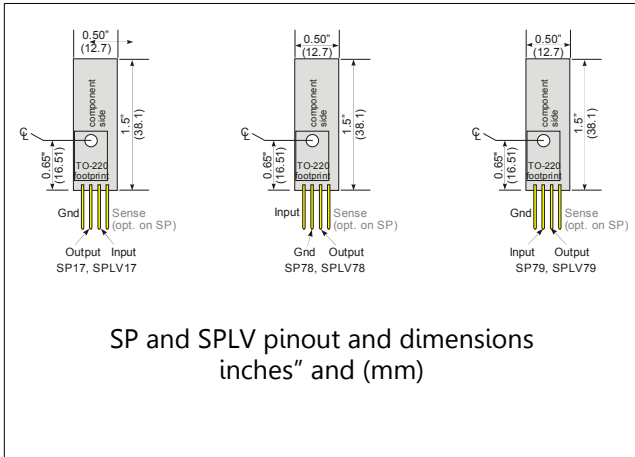 0.50"
(12.7)
component
side
1.5"
(38.1)
℄
0.65"
(16.51)
TO-220
footprint
Gnd
Sense
(opt. on SP)
Output
Input
SP17, SPLV17
0.50"
(12.7)
component
side
1.5"
(38.1)
℄
0.65"
(16.51)
TO-220
footprint
Input
Sense
(opt. on SP)
Gnd
Output
SP78, SPLV78
0.50"
(12.7)
component
side
1.5"
(38.1)
℄
0.65"
(16.51)
TO-220
footprint
Gnd
Sense
(opt. on SP)
Input
Output
SP79, SPLV79
SP and SPLV pinout and dimensions
inches” and (mm)